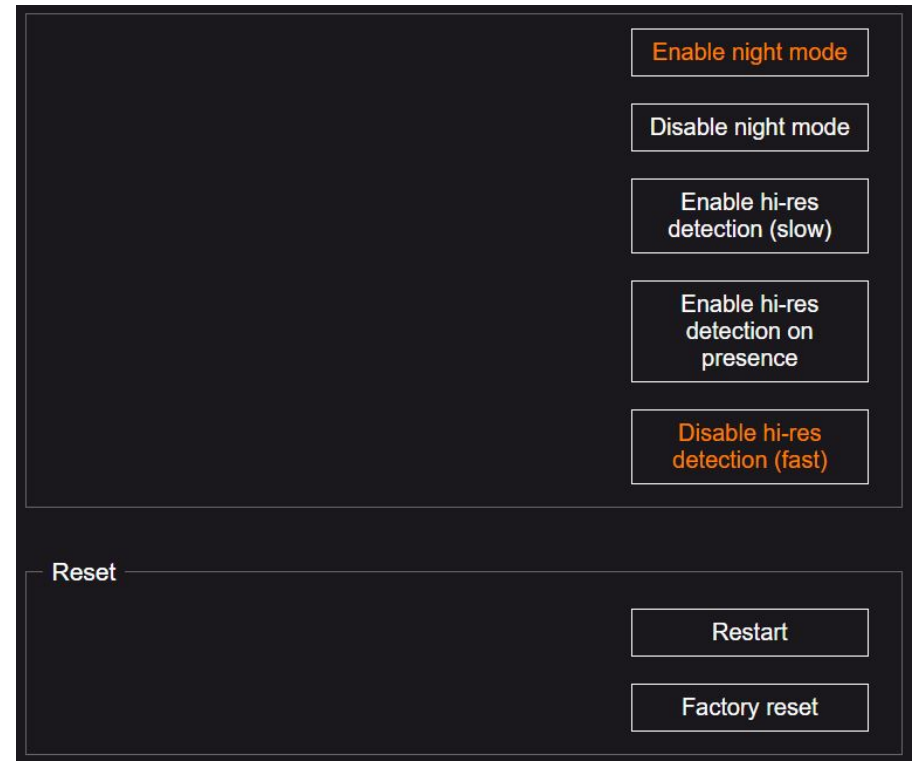 Enable night mode
Disable night mode
Enable hi-res
detection (slow)
Enable hi-res
detection on
presence
Disable hi-res
detection (fast)
Reset
Restart
Factory reset